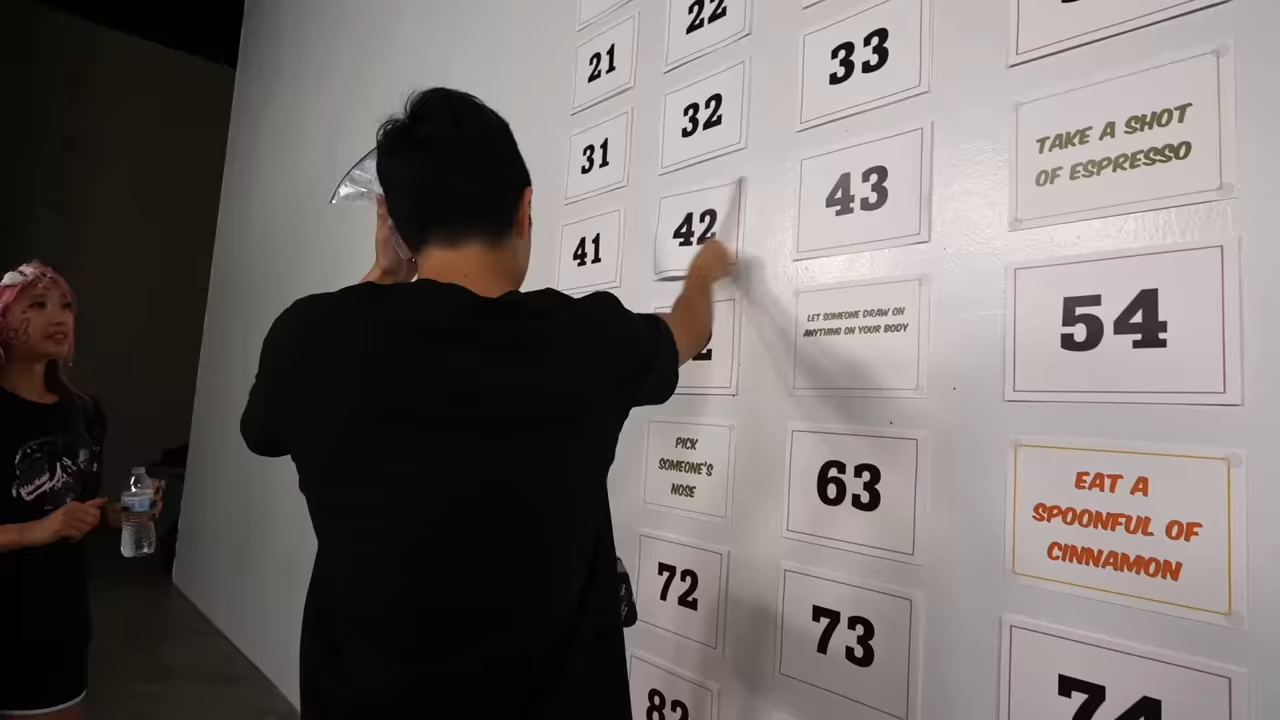 21
22
33
31
32
TAKE A SHOT
OF ESPRESSO
41
42
43
LET SOMEONE DRAW ON
ANYTHING ON YOUR BODY
54
PICK
SOMEONE'S
NOSE
63
EAT A
SPOONFUL OF
CINNAMON
72
73
74
82